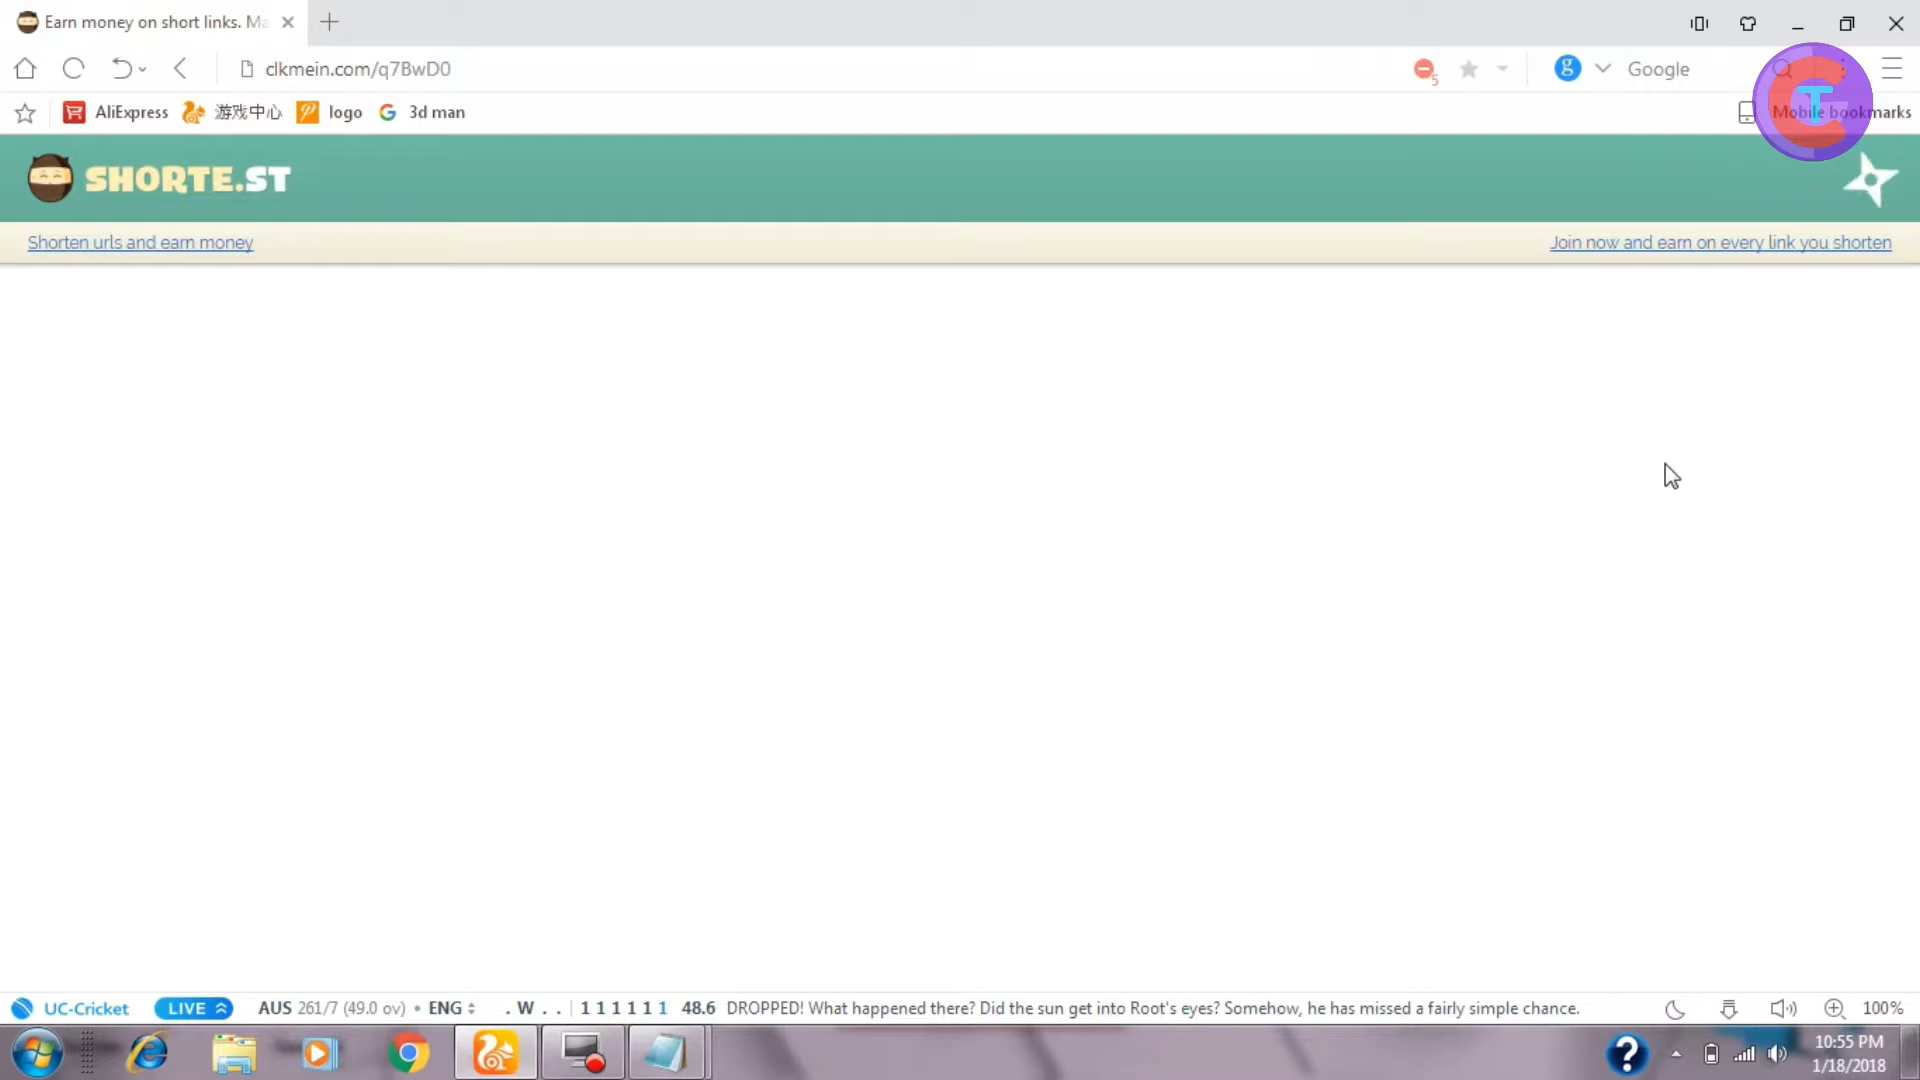 Earn money on short links. Ma
clkmein.com/q7BwD0
5
g
Google
AliExpress 游戏中心 logo 3d man
Mobile bookmarks
SHORTE.ST
Shorten urls and earn money
Join now and earn on every link you shorten
UC-Cricket LIVE AUS 261/7 (49.0 ov) • ENG . W . . | 1 1 1 1 1 1 48.6 DROPPED! What happened there? Did the sun get into Root's eyes? Somehow, he has missed a fairly simple chance. 100%
10:55 PM
1/18/2018